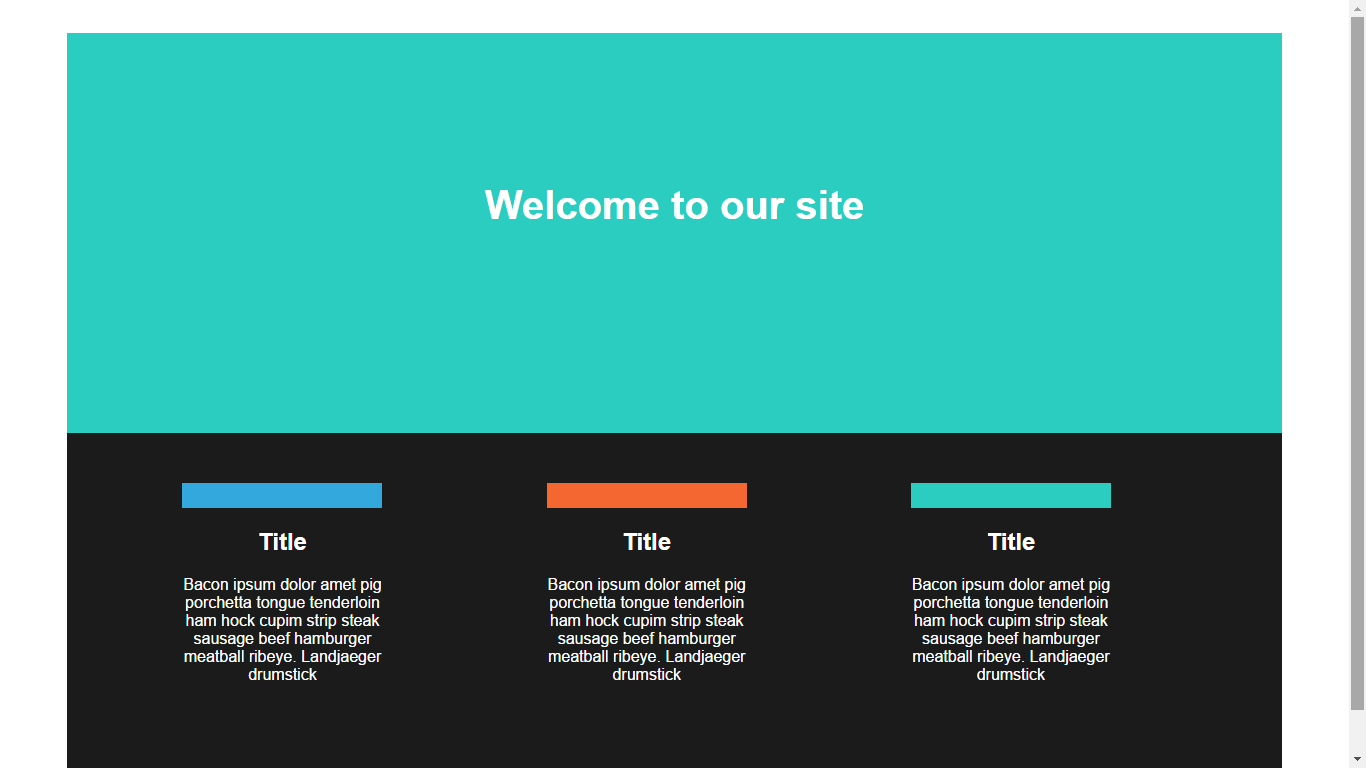 Welcome to our site
Title
Bacon ipsum dolor amet pig
porchetta tongue tenderloin
ham hock cupim strip steak
sausage beef hamburger
meatball ribeye. Landjaeger
drumstick
Title
Bacon ipsum dolor amet pig
porchetta tongue tenderloin
ham hock cupim strip steak
sausage beef hamburger
meatball ribeye. Landjaeger
drumstick
Title
Bacon ipsum dolor amet pig
porchetta tongue tenderloin
ham hock cupim strip steak
sausage beef hamburger
meatball ribeye. Landjaeger
drumstick